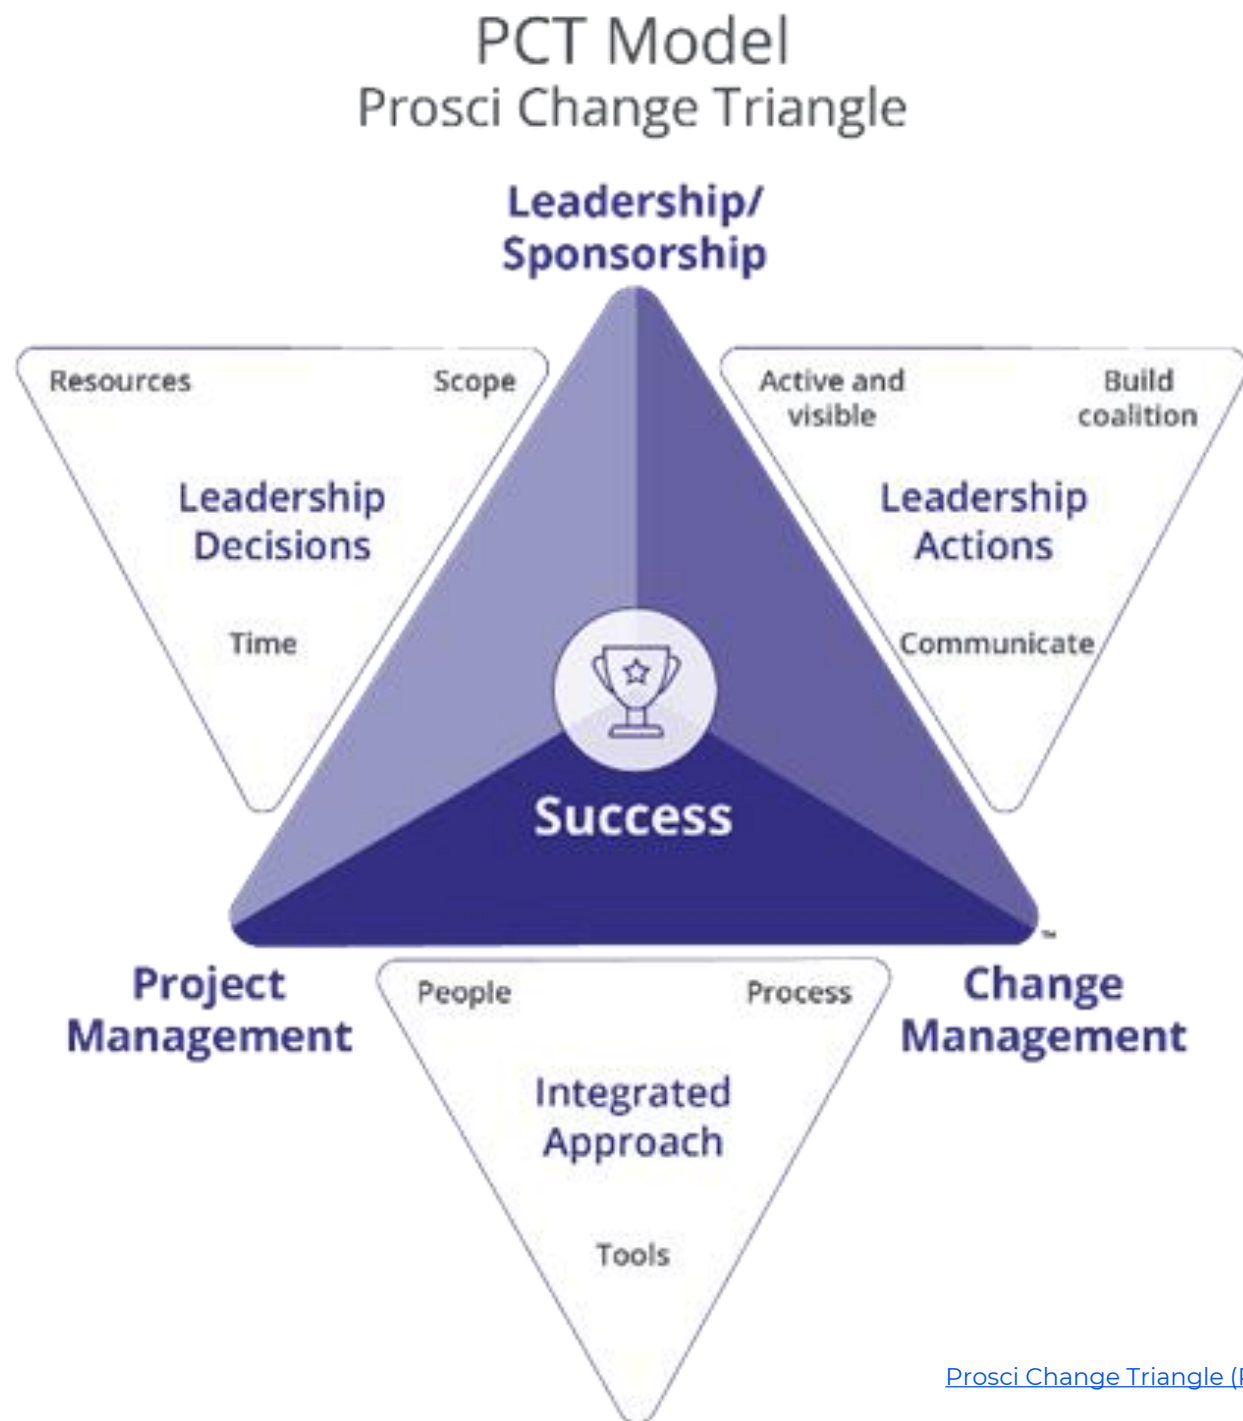 PCT Model
Prosci Change Triangle
Leadership/
Sponsorship
Resources
Scope
Leadership
Decisions
Time
Active and
visible
Build
coalition
Leadership
Actions
Communicate
Success
™
Project
Management
Change
Management
People
Process
Integrated
Approach
Tools
Prosci Change Triangle (